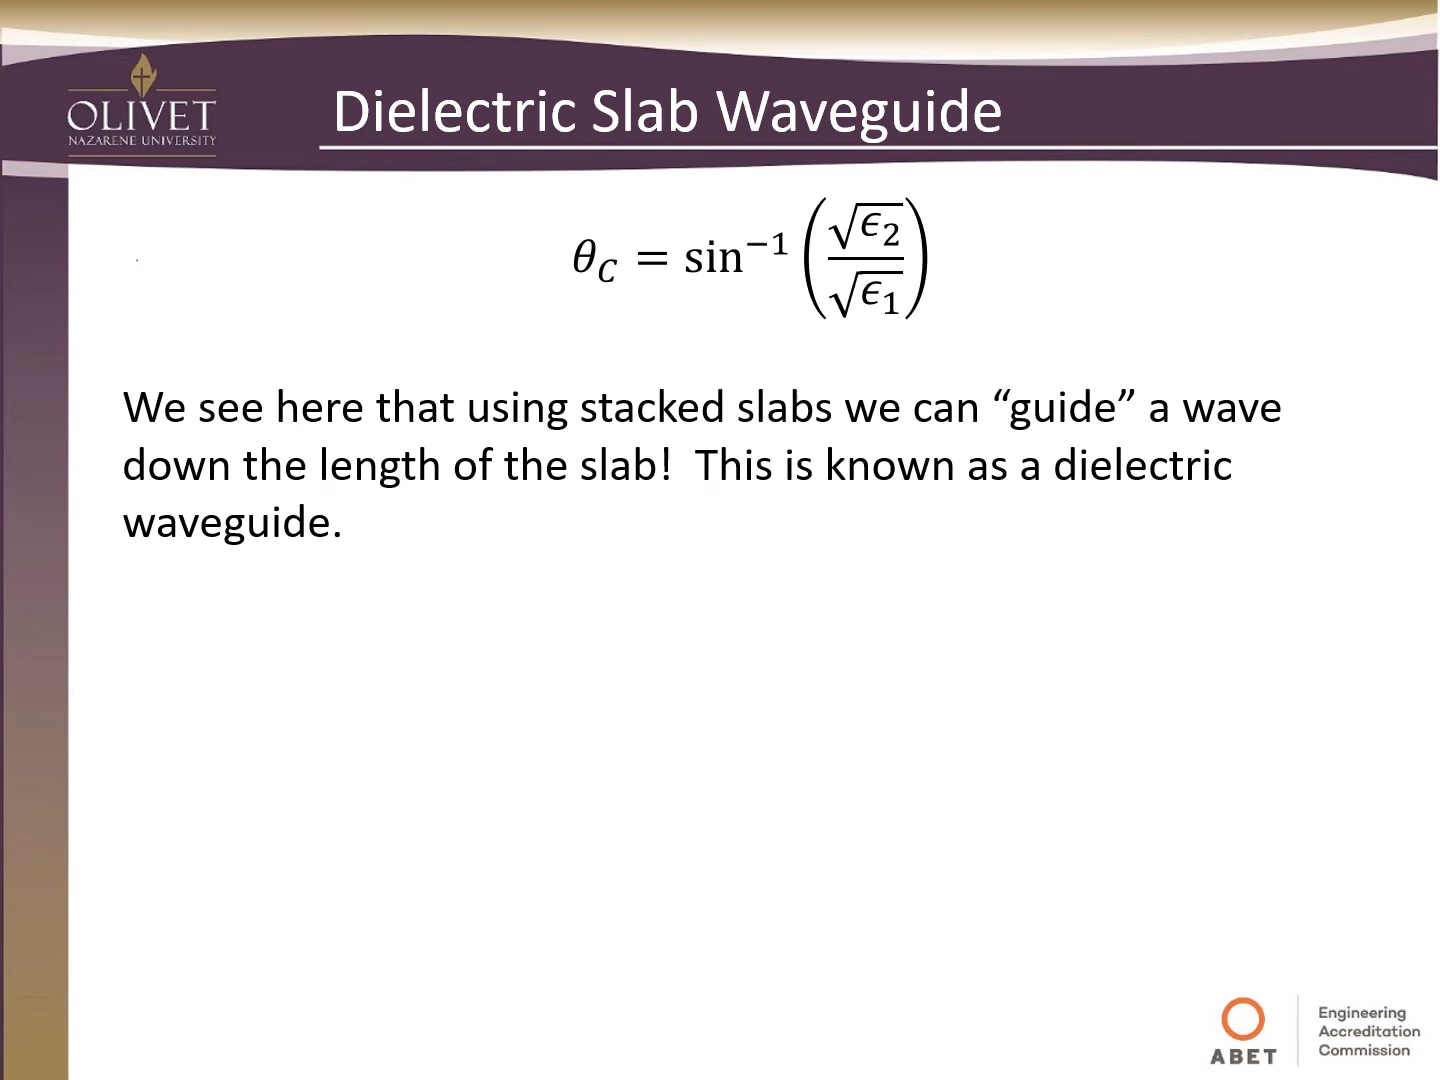 OLIVET
NAZARENE UNIVERSITY
Dielectric Slab Waveguide
θ_C = sin⁻¹(√ϵ₂/√ϵ₁)
We see here that using stacked slabs we can “guide” a wave
down the length of the slab!  This is known as a dielectric
waveguide.
ABET
Engineering
Accreditation
Commission